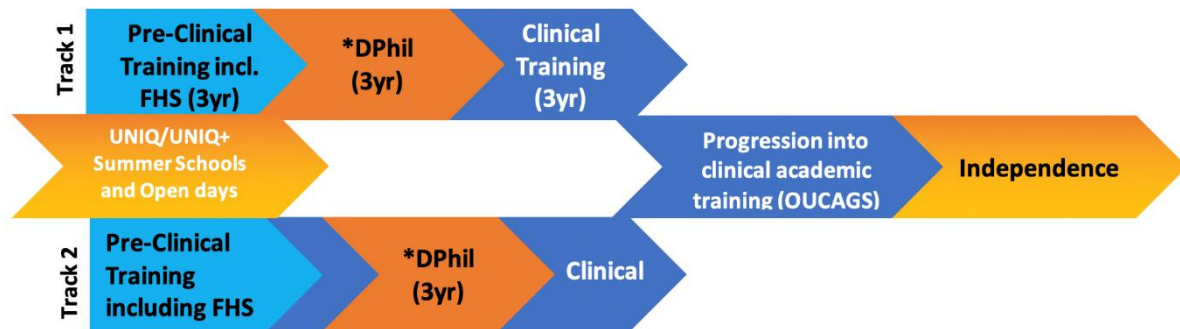 Track 1
Pre-Clinical
Training incl.
FHS (3yr)
*DPhil
(3yr)
Clinical
Training
(3yr)
UNIQ/UNIQ+
Summer Schools
and Open days
Progression into
clinical academic
training (OUCAGS)
Independence
Track 2
Pre-Clinical
Training
including FHS
*DPhil
(3yr)
Clinical